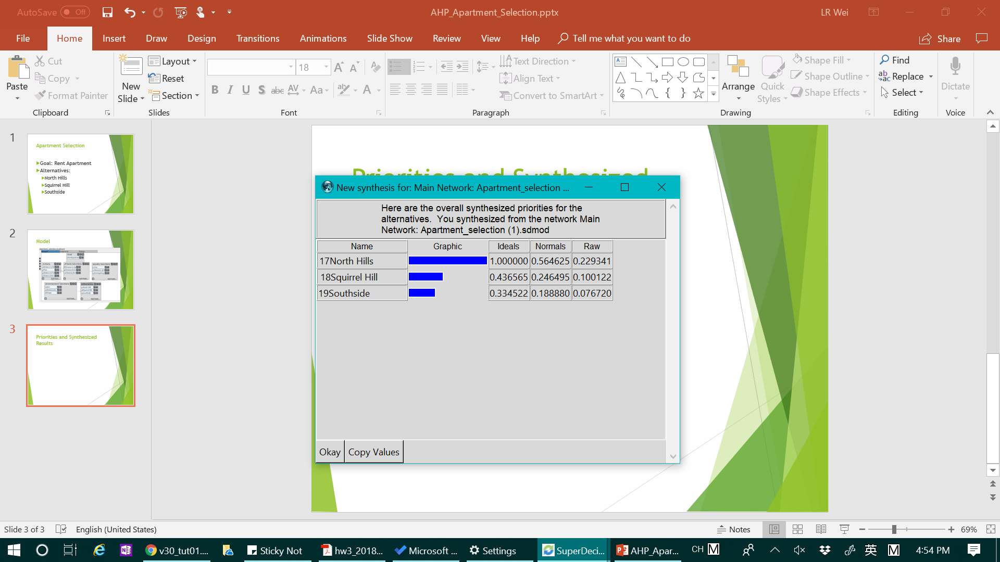 AutoSave Off
AHP_Apartment_Selection.pptx
LR Wei
File Home Insert Draw Design Transitions Animations Slide Show Review View Help Tell me what you want to do Share
Paste
Cut
Copy
Format Painter
Clipboard
New Slide
Layout
Reset
Section
Slides
18
B I U S abc AV Aa A
Font
Text Direction
Align Text
Convert to SmartArt
Paragraph
Arrange
Quick Styles
Shape Fill
Shape Outline
Shape Effects
Drawing
Find
Replace
Select
Editing
Dictate
Voice
1
Apartment Selection
Goal: Rent Apartment
Alternatives:
North Hills
Squirrel Hill
Southside
2
Model
3
Priorities and Synthesized
Results
Priorities and Synthesized
New synthesis for: Main Network: Apartment_selection ...
Here are the overall synthesized priorities for the
alternatives. You synthesized from the network Main
Network: Apartment_selection (1).sdmod
Name Graphic Ideals Normals Raw
17North Hills 1.000000 0.564625 0.229341
18Squirrel Hill 0.436565 0.246495 0.100122
19Southside 0.334522 0.188880 0.076720
Okay Copy Values
Slide 3 of 3 English (United States) Notes 69%
v30_tut01.... Sticky Not hw3_2018... Microsoft ... Settings SuperDeci... AHP_Apar... CH M 英 M 4:54 PM